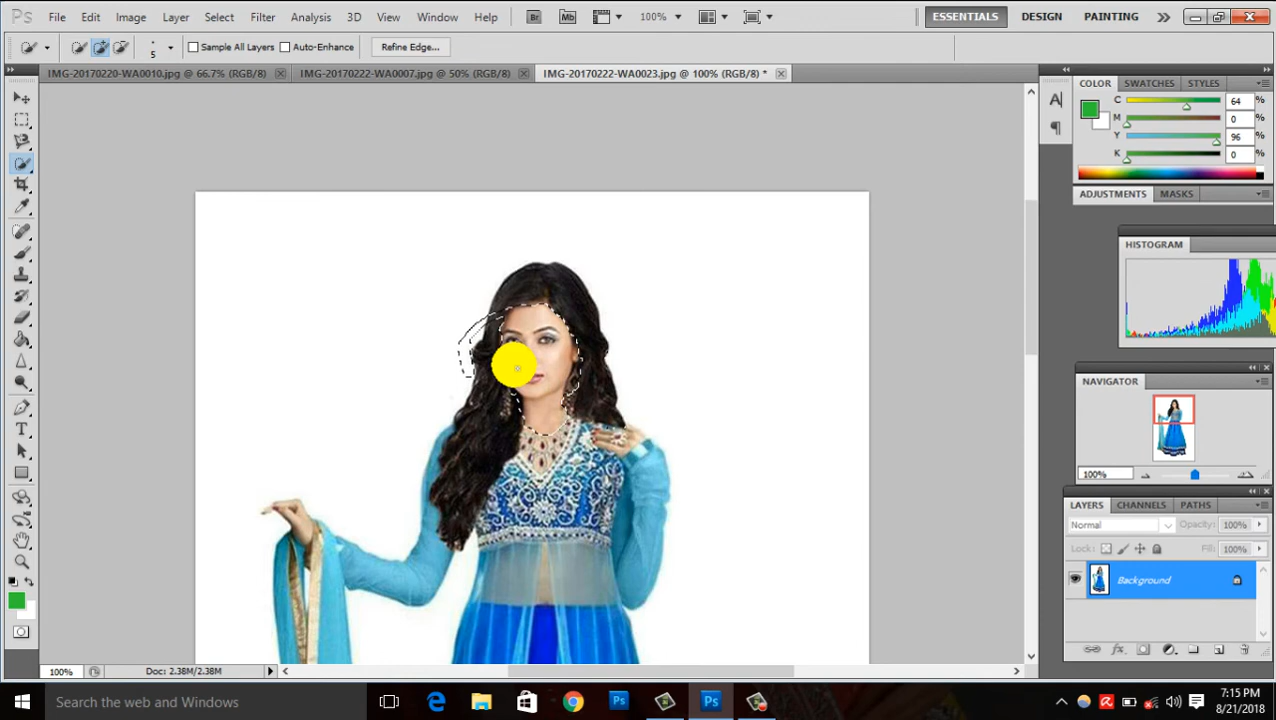 Ps File Edit Image Layer Select Filter Analysis 3D View Window Help Br Mb 100% ESSENTIALS DESIGN PAINTING
5 Sample All Layers Auto-Enhance Refine Edge...
IMG-20170220-WA0010.jpg @ 66.7% (RGB/8) IMG-20170222-WA0007.jpg @ 50% (RGB/8) IMG-20170222-WA0023.jpg @ 100% (RGB/8) *
COLOR SWATCHES STYLES
C 64 %
M 0 %
Y 96 %
K 0 %
ADJUSTMENTS MASKS
HISTOGRAM
NAVIGATOR
100%
LAYERS CHANNELS PATHS
Normal Opacity: 100%
Lock: Fill: 100%
Background
100% Doc: 2.38M/2.38M
Search the web and Windows
7:15 PM
8/21/2018